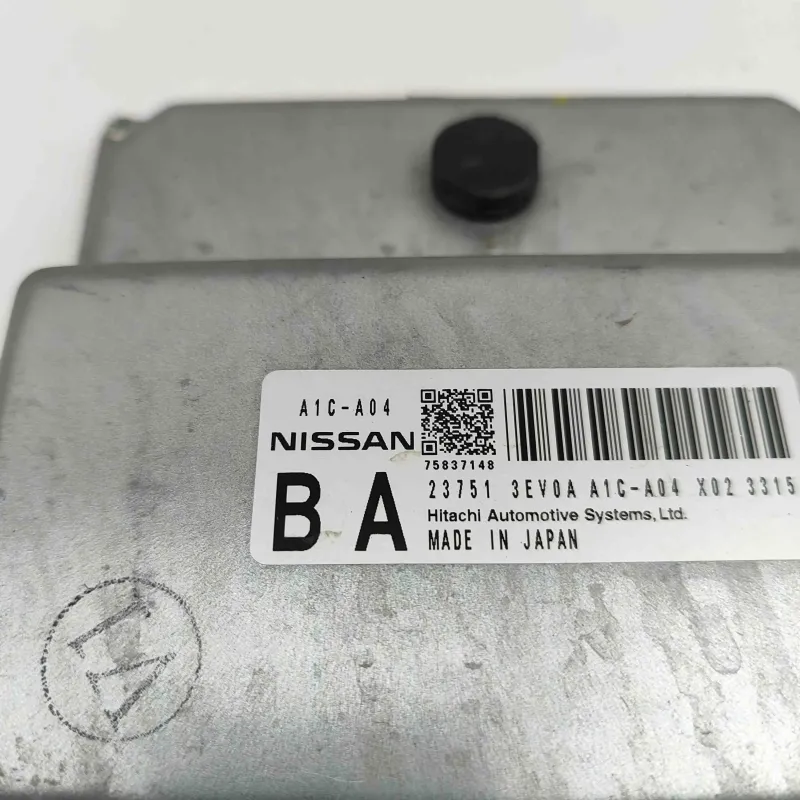 A1C-A04
NISSAN
75837148
B A
23751 3EV0A A1C-A04 X02 3315
Hitachi Automotive Systems, Ltd.
MADE IN JAPAN